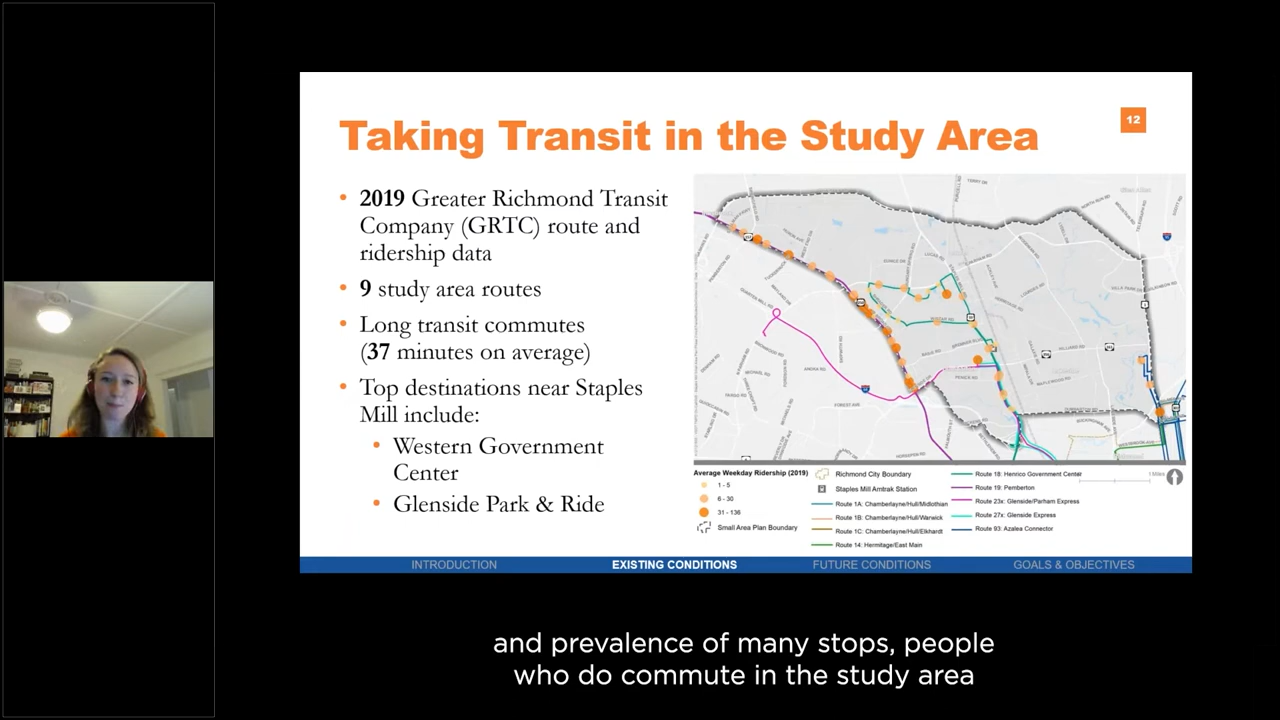 Taking Transit in the Study Area
12
• 2019 Greater Richmond Transit
Company (GRTC) route and
ridership data
• 9 study area routes
• Long transit commutes
(37 minutes on average)
• Top destinations near Staples
Mill include:
• Western Government
Center
• Glenside Park & Ride
Average Weekday Ridership (2019)
1 - 5
6 - 30
31 - 136
Small Area Plan Boundary
Richmond City Boundary
Staples Mill Amtrak Station
Route 1A: Chamberlayne/Hull/Midlothian
Route 1B: Chamberlayne/Hull/Warwick
Route 1C: Chamberlayne/Hull/Elkhardt
Route 14: Hermitage/East Main
Route 18: Henrico Government Center
Route 19: Pemberton
Route 23x: Glenside/Parham Express
Route 27x: Glenside Express
Route 93: Azalea Connector
1 Miles
INTRODUCTION
EXISTING CONDITIONS
FUTURE CONDITIONS
GOALS & OBJECTIVES
and prevalence of many stops, people
who do commute in the study area